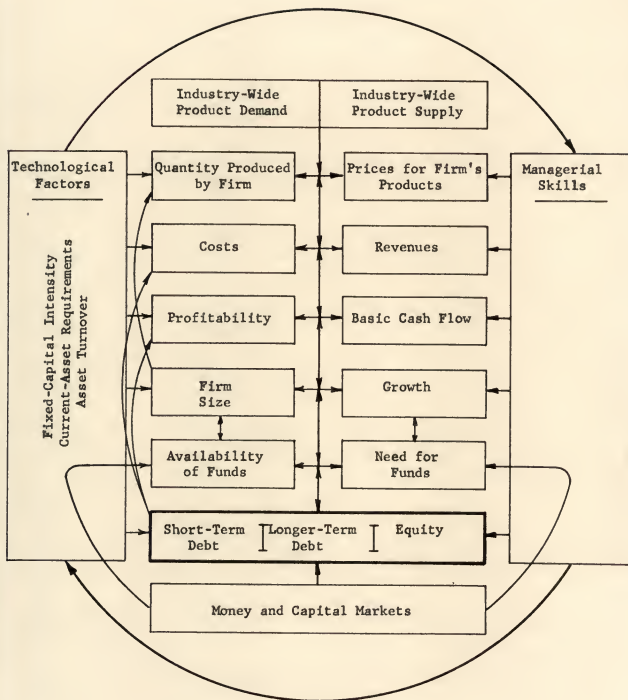 Industry-Wide
Product Demand
Industry-Wide
Product Supply
Technological
Factors
Fixed-Capital Intensity
Current-Asset Requirements
Asset Turnover
Quantity Produced
by Firm
Prices for Firm's
Products
Managerial
Skills
Costs
Revenues
Profitability
Basic Cash Flow
Firm
Size
Growth
Availability
of Funds
Need for
Funds
Short-Term
Debt
Longer-Term
Debt
Equity
Money and Capital Markets